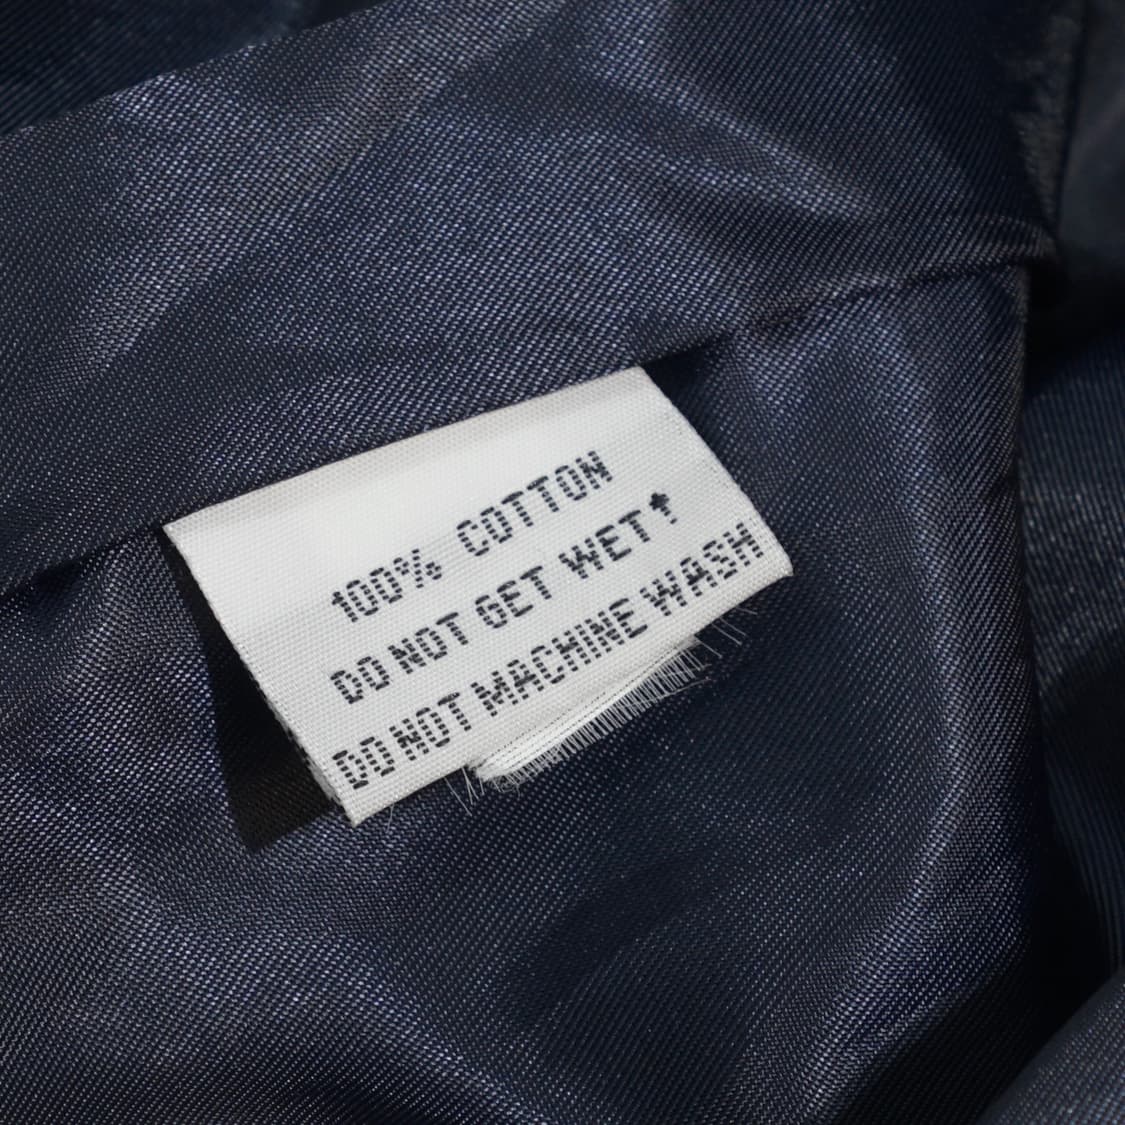 100% COTTON
DO NOT GET WET↑
DO NOT MACHINE WASH